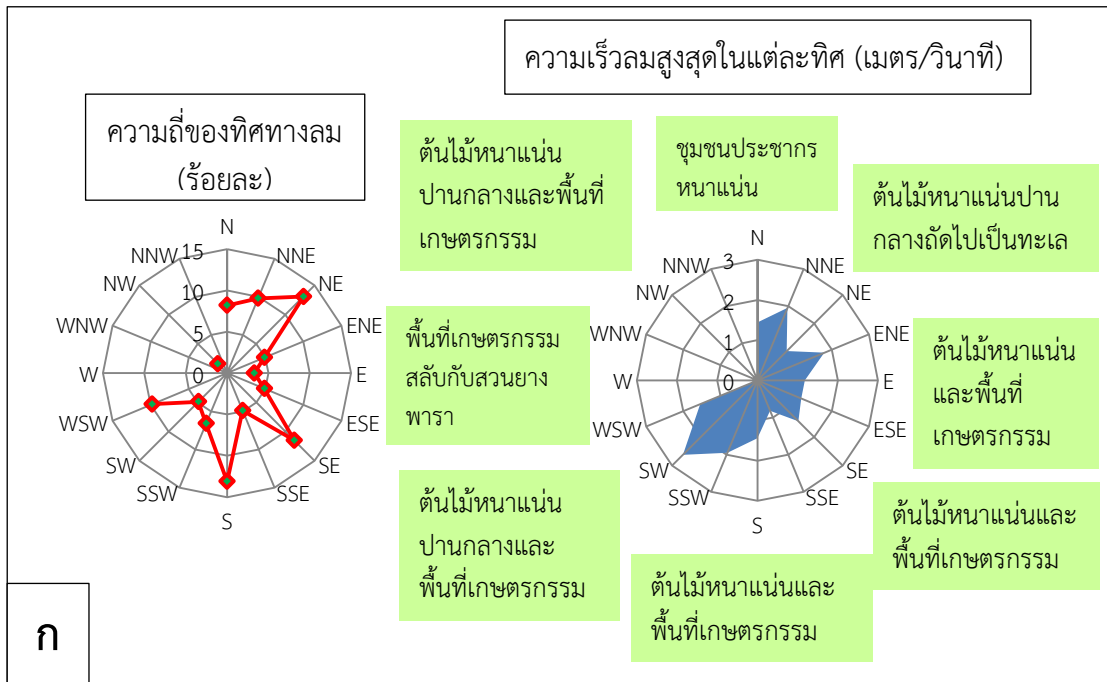 ความเร็วลมสูงสุดในแต่ละทิศ (เมตร/วินาที)
ความถี่ของทิศทางลม
(ร้อยละ)
N
NNE
NE
ENE
E
ESE
SE
SSE
S
SSW
SW
WSW
W
WNW
NW
NNW
15
10
5
0
ต้นไม้หนาแน่น
ปานกลางและพื้นที่
เกษตรกรรม
ชุมชนประชากร
หนาแน่น
ต้นไม้หนาแน่นปาน
กลางถัดไปเป็นทะเล
พื้นที่เกษตรกรรม
สลับกับสวนยาง
พารา
N
NNE
NE
ENE
E
ESE
SE
SSE
S
SSW
SW
WSW
W
WNW
NW
NNW
3
2
1
0
ต้นไม้หนาแน่น
และพื้นที่
เกษตรกรรม
ต้นไม้หนาแน่น
ปานกลางและ
พื้นที่เกษตรกรรม
ต้นไม้หนาแน่นและ
พื้นที่เกษตรกรรม
ต้นไม้หนาแน่นและ
พื้นที่เกษตรกรรม
ก